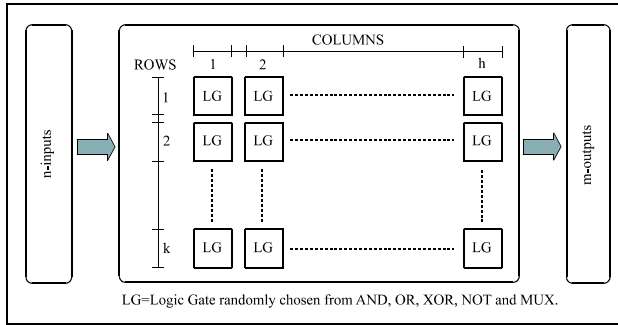 COLUMNS
ROWS 1 2 h
1 LG LG LG
2 LG LG LG
k LG LG LG
n-inputs
m-outputs
LG=Logic Gate randomly chosen from AND, OR, XOR, NOT and MUX.